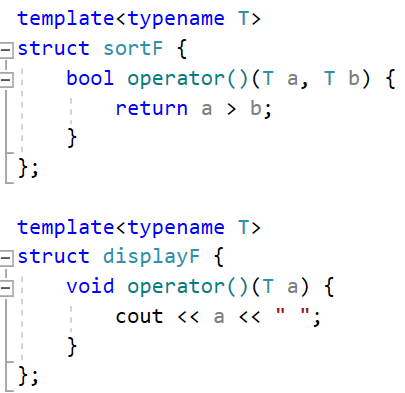 template<typename T>
struct sortF {
    bool operator()(T a, T b) {
        return a > b;
    }
};

template<typename T>
struct displayF {
    void operator()(T a) {
        cout << a << " ";
    }
};